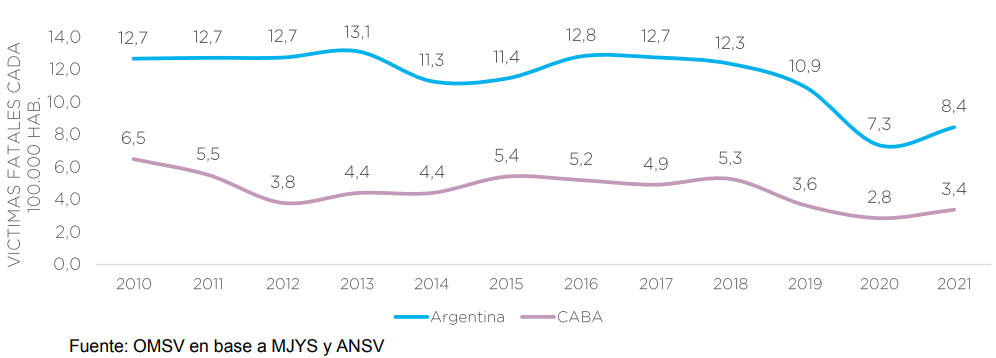 VICTIMAS FATALES CADA
100.000 HAB.
14,0
12,0
10,0
8,0
6,0
4,0
2,0
0,0
12,7 12,7 12,7 13,1 11,3 11,4 12,8 12,7 12,3 10,9 7,3 8,4
6,5 5,5 3,8 4,4 4,4 5,4 5,2 4,9 5,3 3,6 2,8 3,4
2010 2011 2012 2013 2014 2015 2016 2017 2018 2019 2020 2021
Argentina CABA
Fuente: OMSV en base a MJYS y ANSV